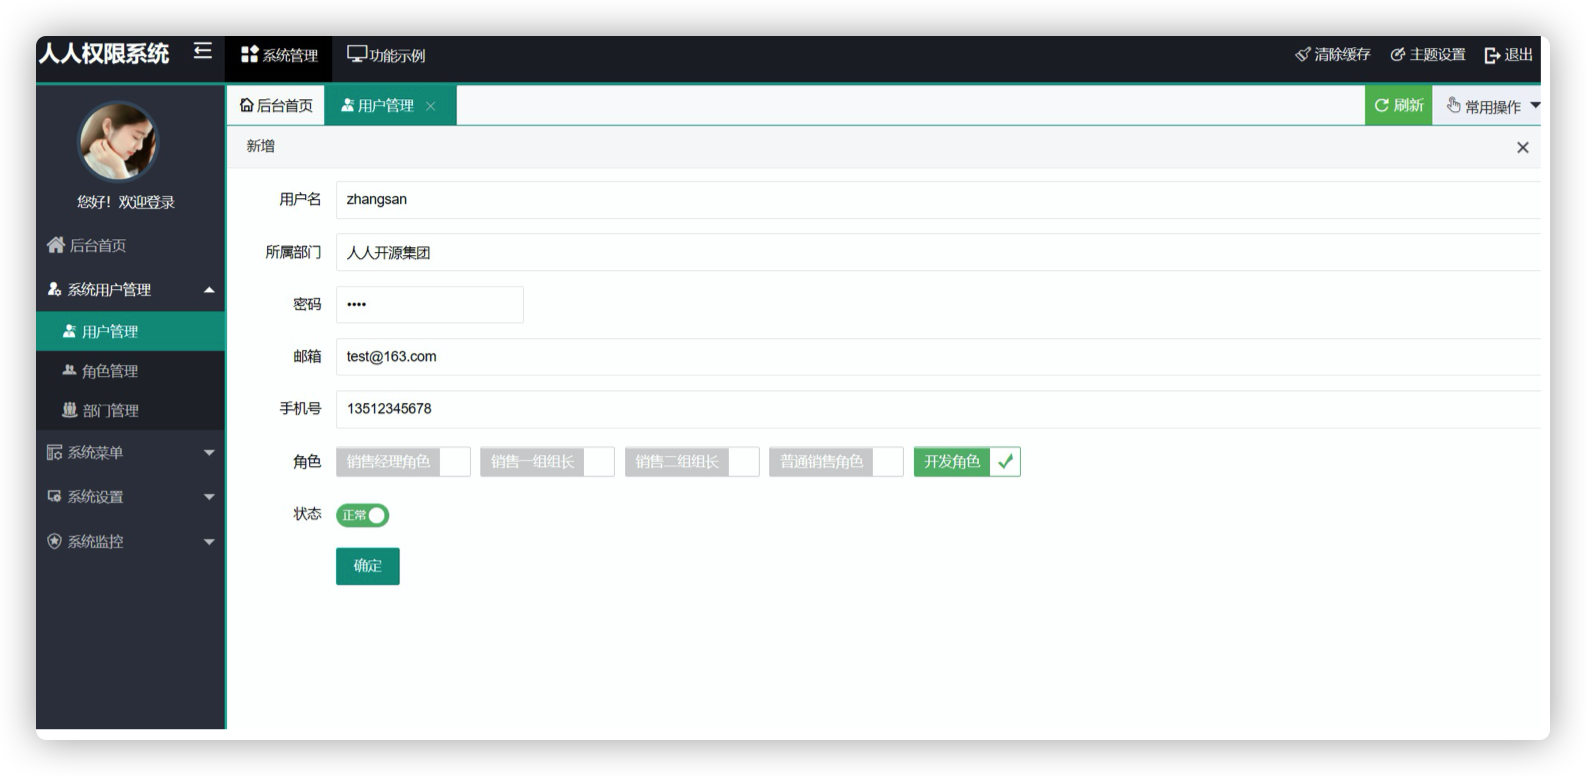 人人权限系统
系统管理
功能示例
清除缓存
主题设置
退出
后台首页
用户管理
刷新
常用操作
您好！欢迎登录
后台首页
系统用户管理
用户管理
角色管理
部门管理
系统菜单
系统设置
系统监控
新增
用户名 zhangsan
所属部门 人人开源集团
密码 ••••
邮箱 test@163.com
手机号 13512345678
角色 销售经理角色 销售一组组长 销售二组组长 普通销售角色 开发角色
状态 正常
确定